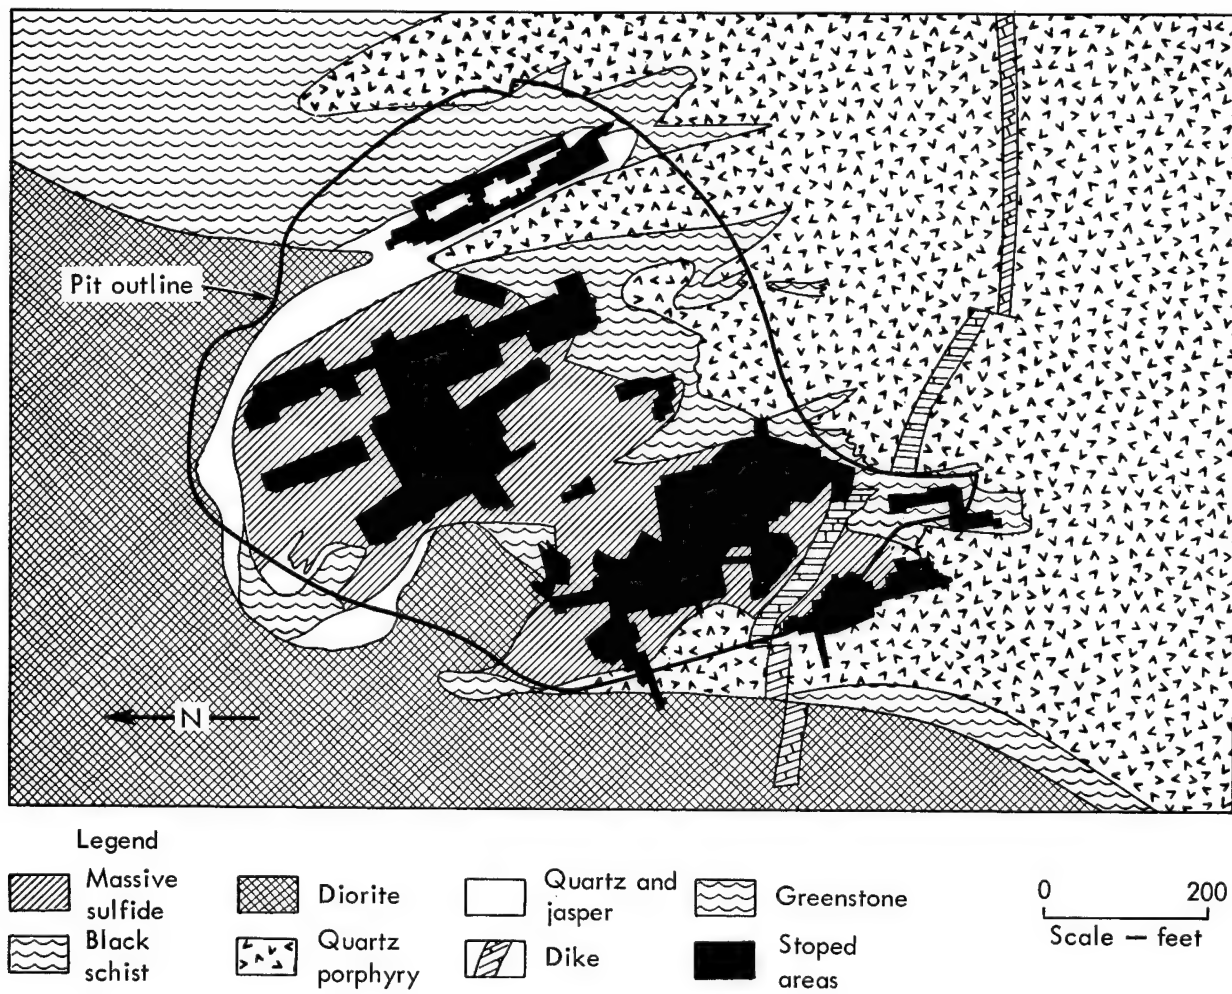 Pit outline
N
Legend
Massive
sulfide
Diorite
Quartz and
jasper
Greenstone
Black
schist
Quartz
porphyry
Dike
Stoped
areas
0 200
Scale — feet